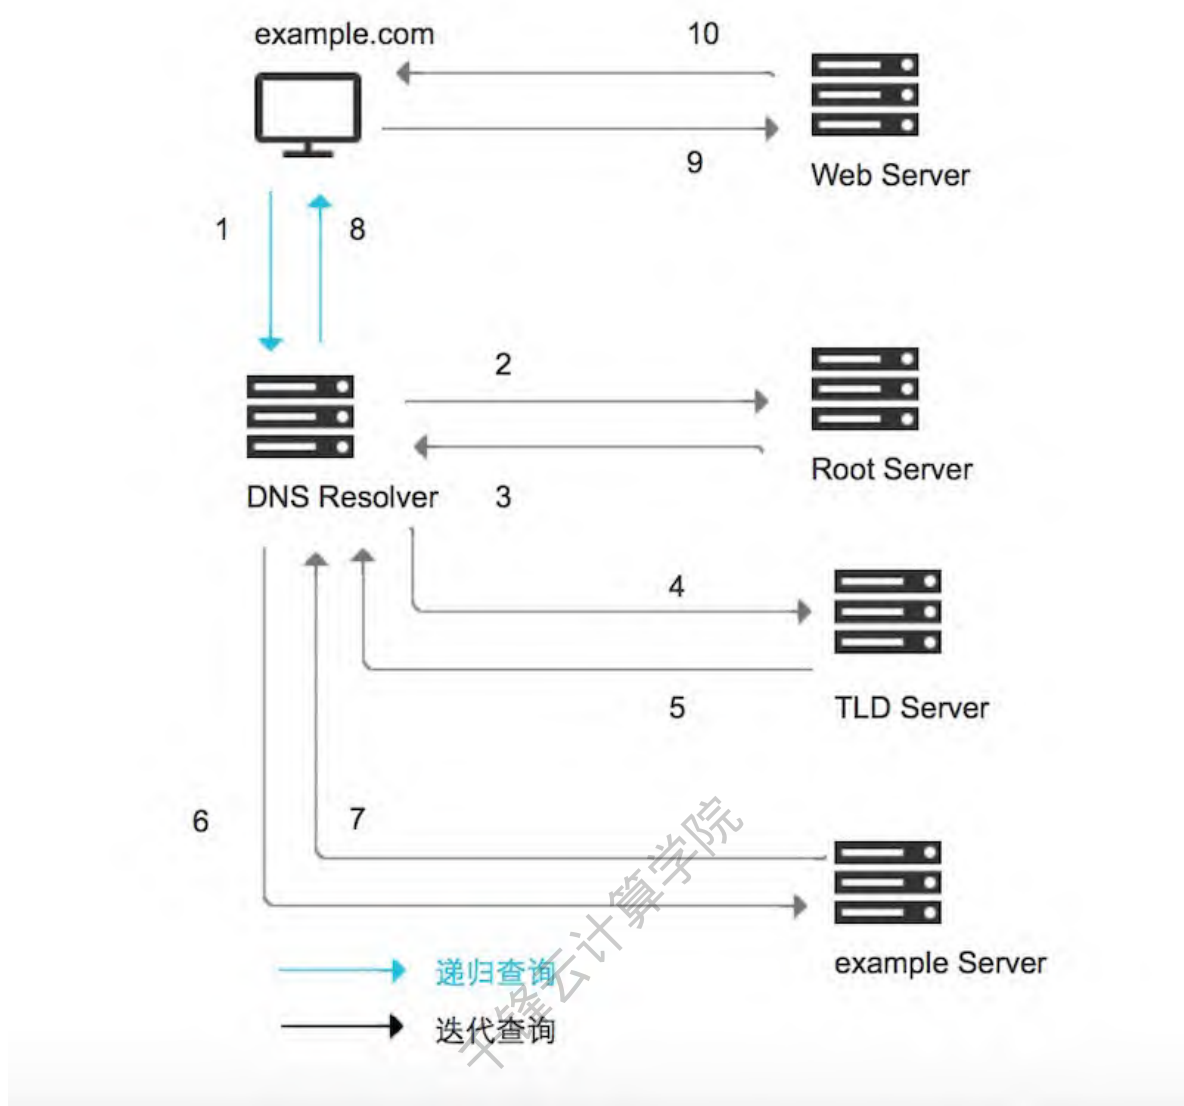 example.com
10
9
Web Server
1
8
2
Root Server
DNS Resolver
3
4
5
TLD Server
6
7
example Server
递归查询
迭代查询
千锋云计算学院